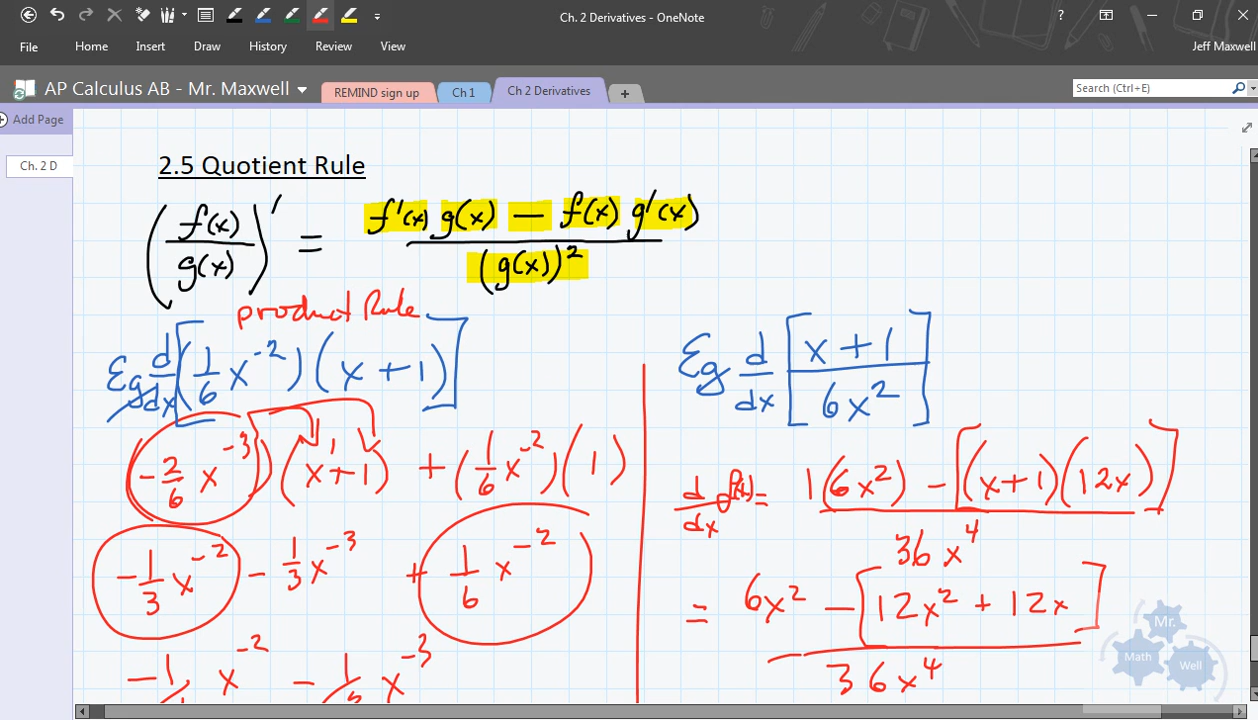 Ch. 2 Derivatives - OneNote
?
File Home Insert Draw History Review View
Jeff Maxwell
AP Calculus AB - Mr. Maxwell
REMIND sign up
Ch 1
Ch 2 Derivatives
+
Search (Ctrl+E)
Add Page
Ch. 2 D
2.5 Quotient Rule
(f(x)/g(x))' = (f'(x) g(x) − f(x) g'(x))/(g(x))²
product Rule
Eg d/dx [(1/6 x⁻²)(x+1)]
(-2/6 x⁻³)(x+1) + (1/6 x⁻²)(1)
-1/3 x⁻² - 1/3 x⁻³ + 1/6 x⁻²
x⁻² - x⁻³
Eg d/dx [(x+1)/(6x²)]
d/dx f(x) = (1(6x²) - [(x+1)(12x)])/(36x⁴)
= (6x² - [12x² + 12x])/(36x⁴)
Mr.
Math
Well